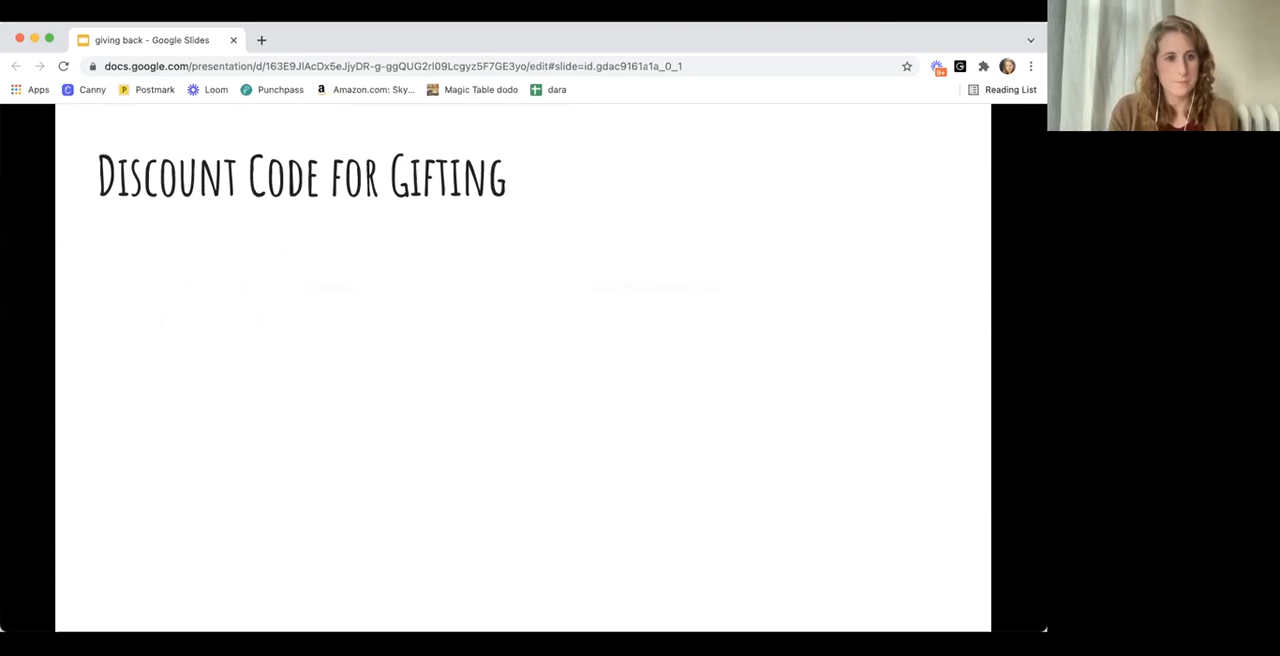 giving back - Google Slides
docs.google.com/presentation/d/163E9JlAcDx5eJjyDR-g-ggQUG2rl09Lcgyz5F7GE3yo/edit#slide=id.gdac9161a1a_0_1
9+
G
Apps Canny Postmark Loom Punchpass Amazon.com: Sky... Magic Table dodo dara Reading List
Discount Code for Gifting